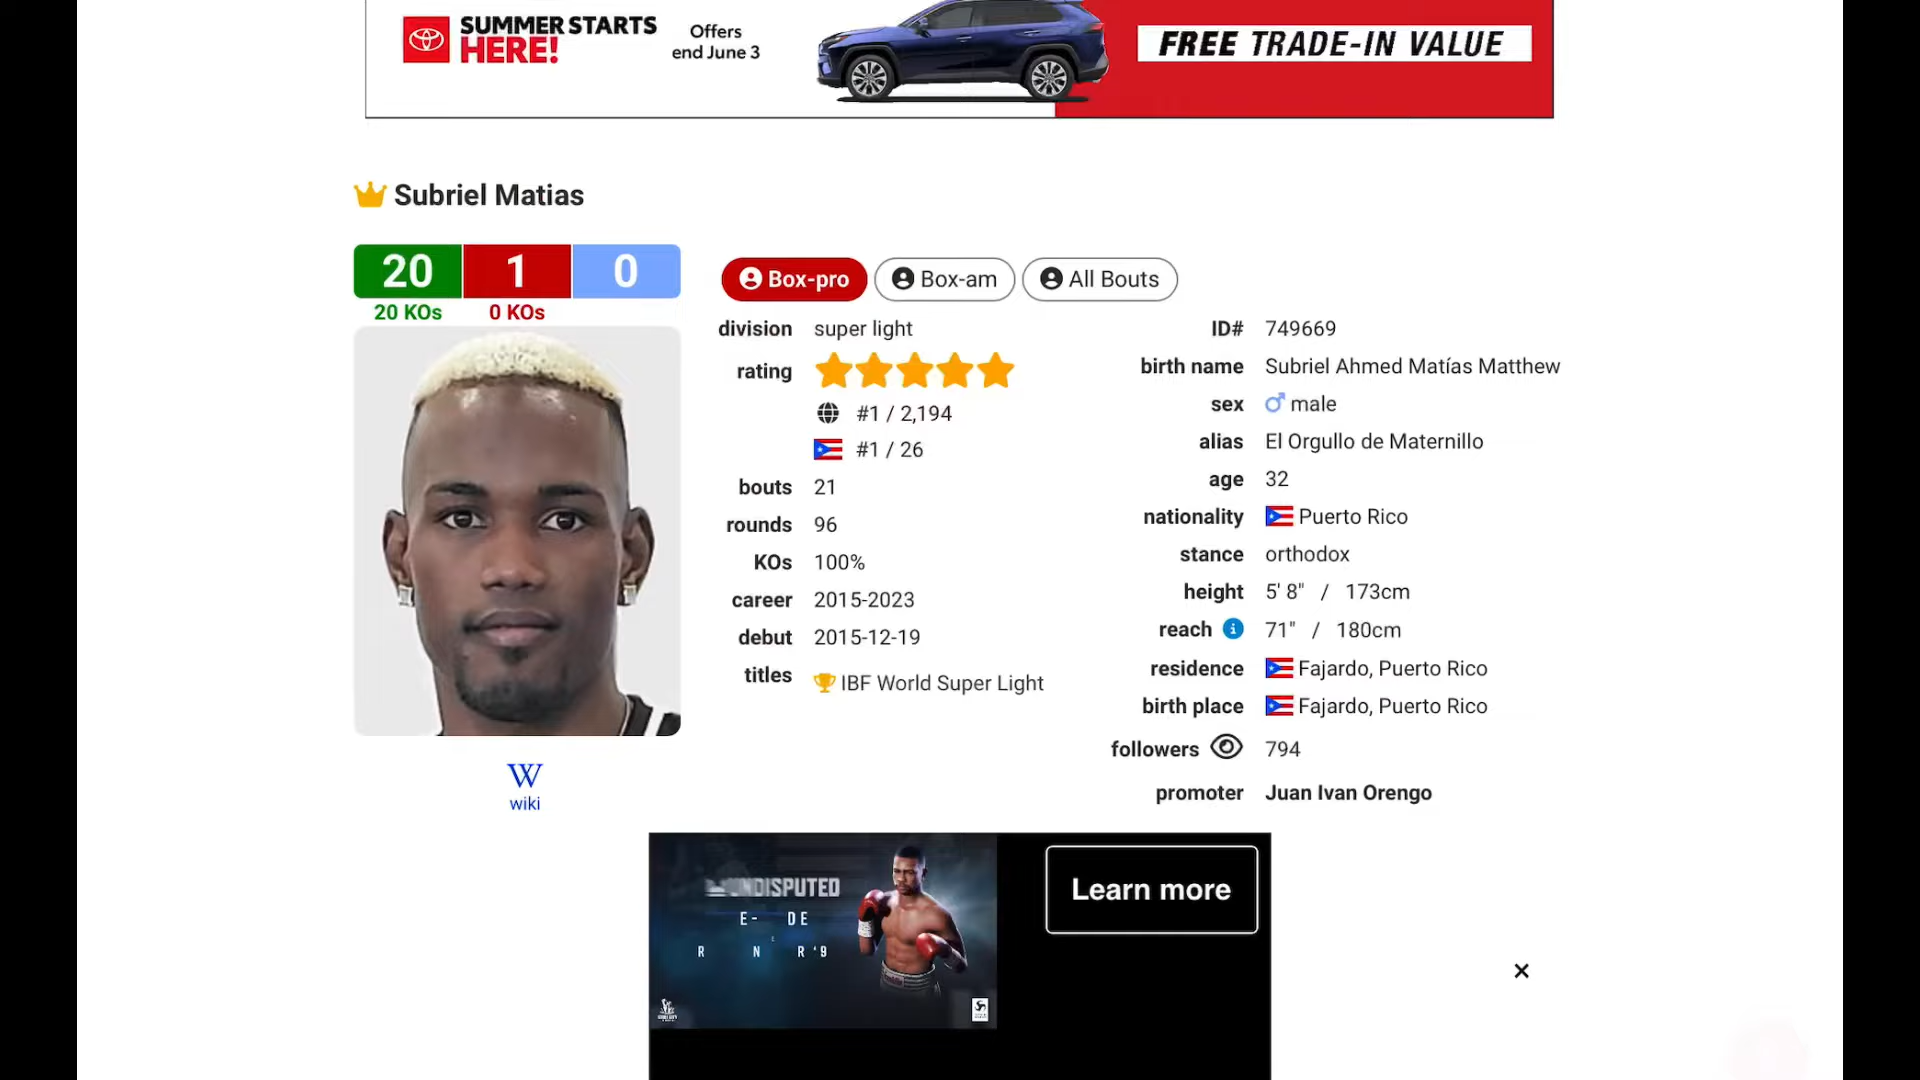 SUMMER STARTS
HERE!
Offers
end June 3
FREE TRADE-IN VALUE
Subriel Matias
20 1 0
20 KOs 0 KOs
Box-pro Box-am All Bouts
division super light
rating
#1 / 2,194
#1 / 26
bouts 21
rounds 96
KOs 100%
career 2015-2023
debut 2015-12-19
titles IBF World Super Light
ID# 749669
birth name Subriel Ahmed Matías Matthew
sex male
alias El Orgullo de Maternillo
age 32
nationality Puerto Rico
stance orthodox
height 5' 8" / 173cm
reach 71" / 180cm
residence Fajardo, Puerto Rico
birth place Fajardo, Puerto Rico
followers 794
promoter Juan Ivan Orengo
W
wiki
UNDISPUTED
E- DE
R N R '9
Learn more